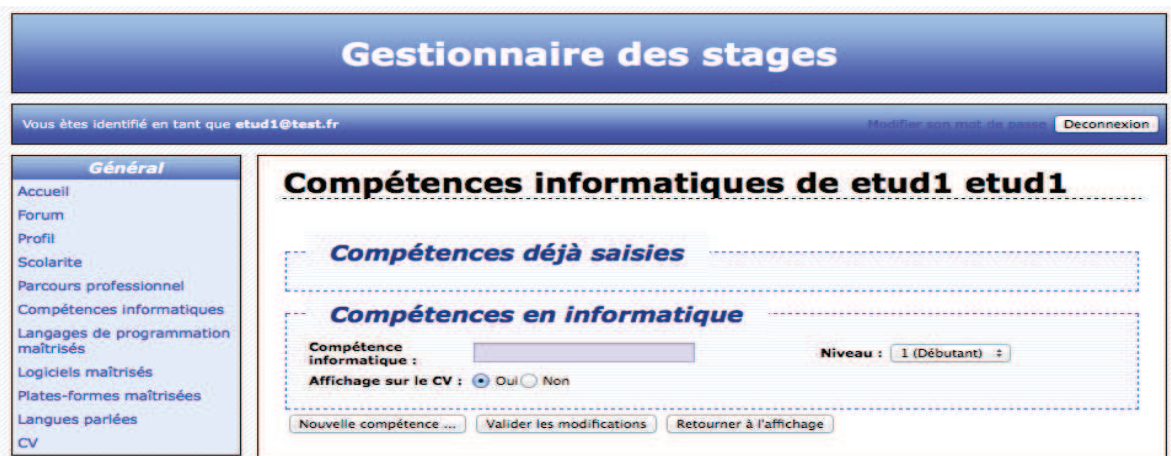 Gestionnaire des stages
Vous êtes identifié en tant que etud1@test.fr
Modifier son mot de passe Deconnexion
Général
Accueil
Forum
Profil
Scolarite
Parcours professionnel
Compétences informatiques
Langages de programmation
maîtrisés
Logiciels maîtrisés
Plates-formes maîtrisées
Langues parlées
CV
Compétences informatiques de etud1 etud1
Compétences déjà saisies
Compétences en informatique
Compétence
informatique :
Niveau : 1 (Débutant)
Affichage sur le CV : Oui Non
Nouvelle compétence ... Valider les modifications Retourner à l'affichage